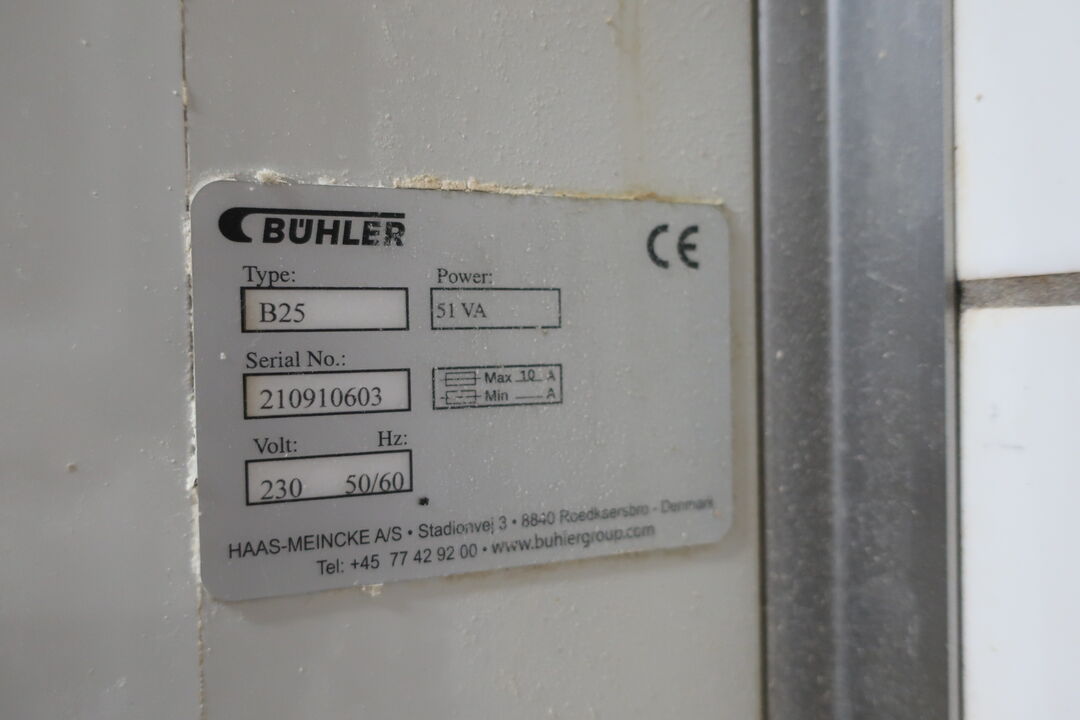 BÜHLER
CE
Type:
B25
Power:
51 VA
Serial No.:
210910603
Max 10 A
Min A
Volt: Hz:
230 50/60
HAAS-MEINCKE A/S • Stadionvej 3 • 8840 Roedkaersbro - Denmark
Tel: +45 77 42 92 00 • www.buhlergroup.com